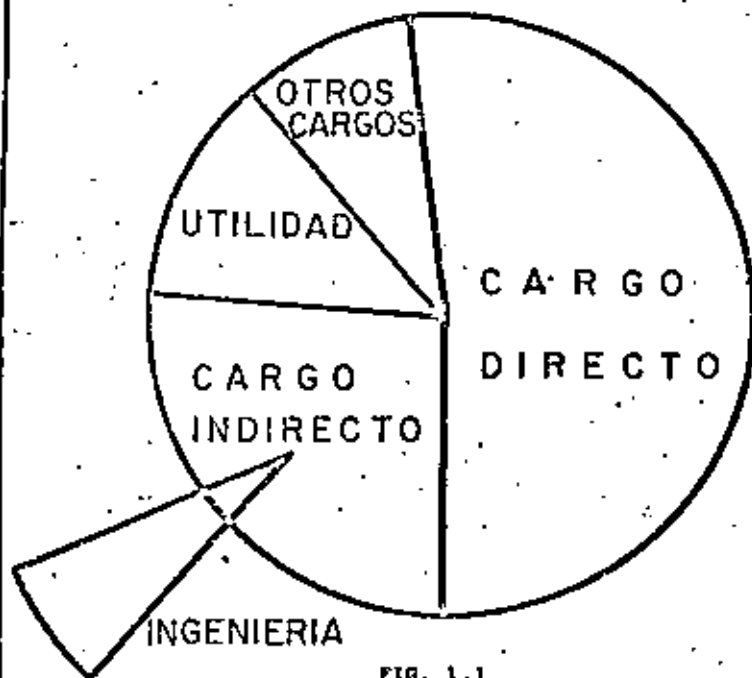 OTROS
CARGOS
UTILIDAD
CARGO
DIRECTO
CARGO
INDIRECTO
INGENIERIA
FIG. 1.1